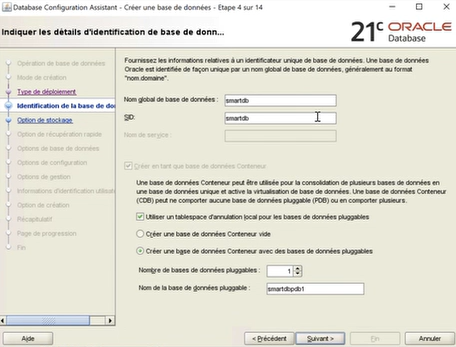 Database Configuration Assistant - Créer une base de données - Etape 4 sur 14
Indiquer les détails d'identification de base de donn...
21c ORACLE
Database
Opération de base de données
Mode de création
Type de déploiement
Identification de la base de do
Option de stockage
Option de récupération rapide
Options de base de données
Options de configuration
Options de gestion
Informations d'identification utilisate
Option de création
Récapitulatif
Page de progression
Fin
Fournissez les informations relatives à un identificateur unique de base de données. Une base de données
Oracle est identifiée de façon unique par un nom global de base de données, généralement au format
"nom.domaine".
Nom global de base de données : smartdb
SID: smartdb
Nom de service :
Créer en tant que base de données Conteneur
Une base de données Conteneur peut être utilisée pour la consolidation de plusieurs bases de données en
une base de données unique et active la virtualisation de base de données. Une base de données Conteneur
(CDB) peut ne comporter aucune base de données pluggable (PDB) ou en comporter plusieurs.
Utiliser un tablespace d'annulation local pour les bases de données pluggables
Créer une base de données Conteneur vide
Créer une base de données Conteneur avec des bases de données pluggables
Nombre de bases de données pluggables : 1
Nom de la base de données pluggable : smartdbpdb1
Aide
< Précédent
Suivant >
Fin
Annuler